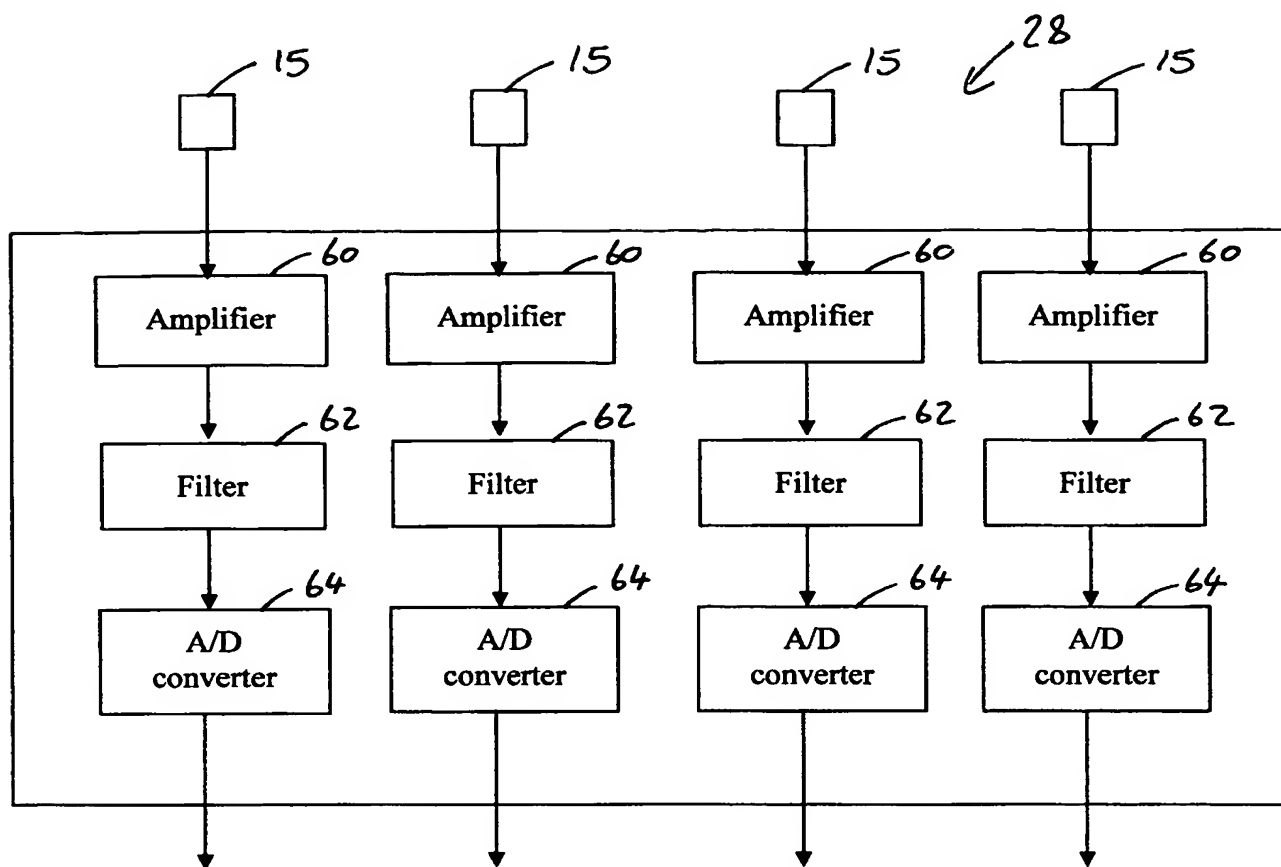 15 15 15 28 15
60 60 60 60
Amplifier Amplifier Amplifier Amplifier
62 62 62 62
Filter Filter Filter Filter
64 64 64 64
A/D A/D A/D A/D
converter converter converter converter